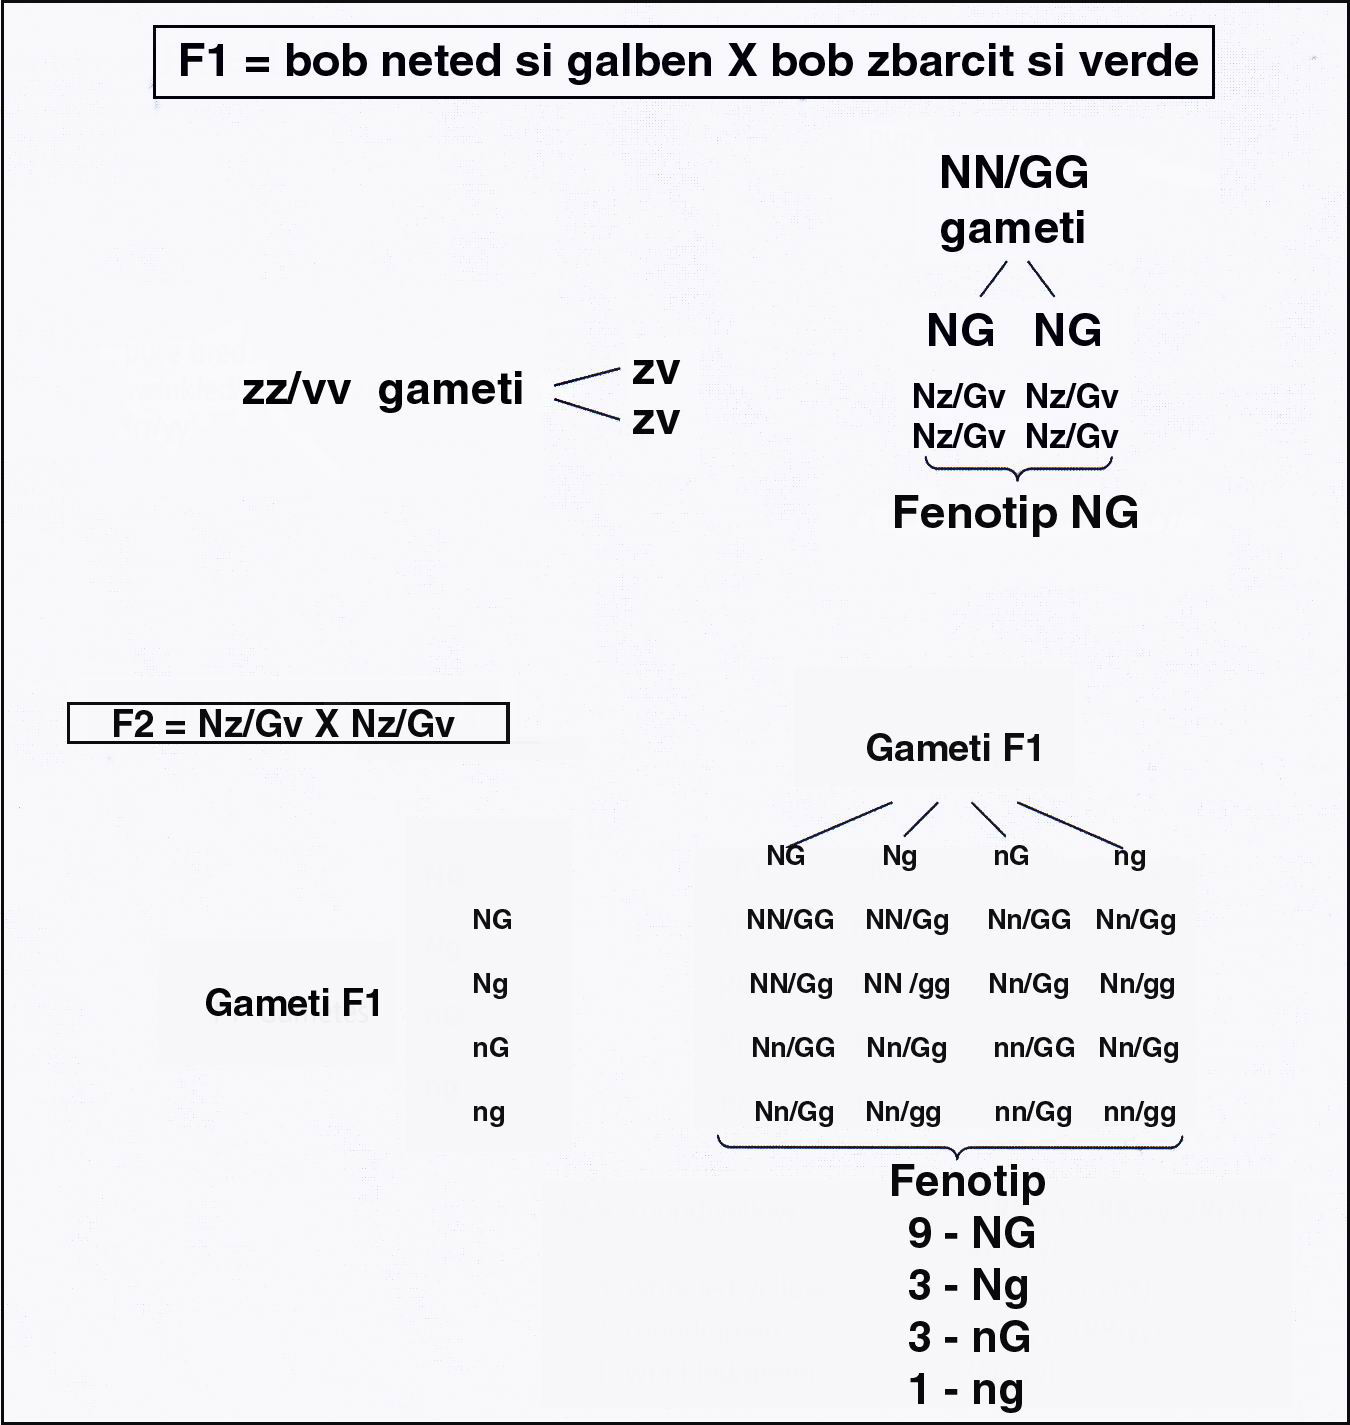 F1 = bob neted si galben X bob zbarcit si verde
NN/GG
gameti
NG NG
zz/vv gameti
zv
zv
Nz/Gv Nz/Gv
Nz/Gv Nz/Gv
Fenotip NG
F2 = Nz/Gv X Nz/Gv
Gameti F1
NG Ng nG ng
NG NN/GG NN/Gg Nn/GG Nn/Gg
Gameti F1
Ng NN/Gg NN /gg Nn/Gg Nn/gg
nG Nn/GG Nn/Gg nn/GG Nn/Gg
ng Nn/Gg Nn/gg nn/Gg nn/gg
Fenotip
9 - NG
3 - Ng
3 - nG
1 - ng